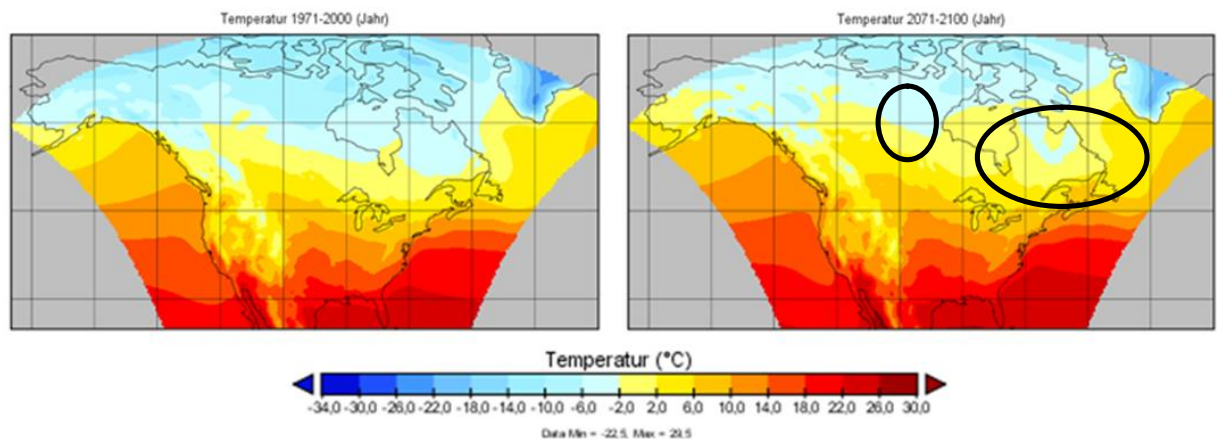 Temperatur 1971-2000 (Jahr)
Temperatur 2071-2100 (Jahr)
Temperatur (°C)
-34,0 -30,0 -26,0 -22,0 -18,0 -14,0 -10,0 -6,0 -2,0 2,0 6,0 10,0 14,0 18,0 22,0 26,0 30,0
Data Min = -22,5, Max = 29,5